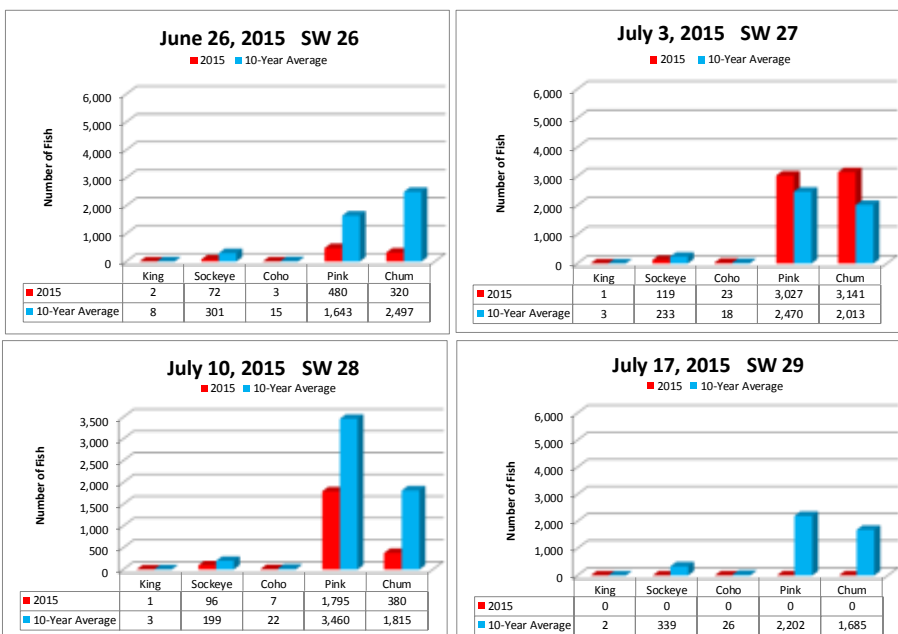 June 26, 2015 SW 26
2015 10-Year Average
Number of Fish
6,000
5,000
4,000
3,000
2,000
1,000
0
King Sockeye Coho Pink Chum
2015 2 72 3 480 320
10-Year Average 8 301 15 1,643 2,497
July 3, 2015 SW 27
2015 10-Year Average
Number of Fish
6,000
5,000
4,000
3,000
2,000
1,000
0
King Sockeye Coho Pink Chum
2015 1 119 23 3,027 3,141
10-Year Average 3 233 18 2,470 2,013
July 10, 2015 SW 28
2015 10-Year Average
Number of Fish
3,500
3,000
2,500
2,000
1,500
1,000
500
0
King Sockeye Coho Pink Chum
2015 1 96 7 1,795 380
10-Year Average 3 199 22 3,460 1,815
July 17, 2015 SW 29
2015 10-Year Average
Number of Fish
6,000
5,000
4,000
3,000
2,000
1,000
0
King Sockeye Coho Pink Chum
2015 0 0 0 0 0
10-Year Average 2 339 26 2,202 1,685